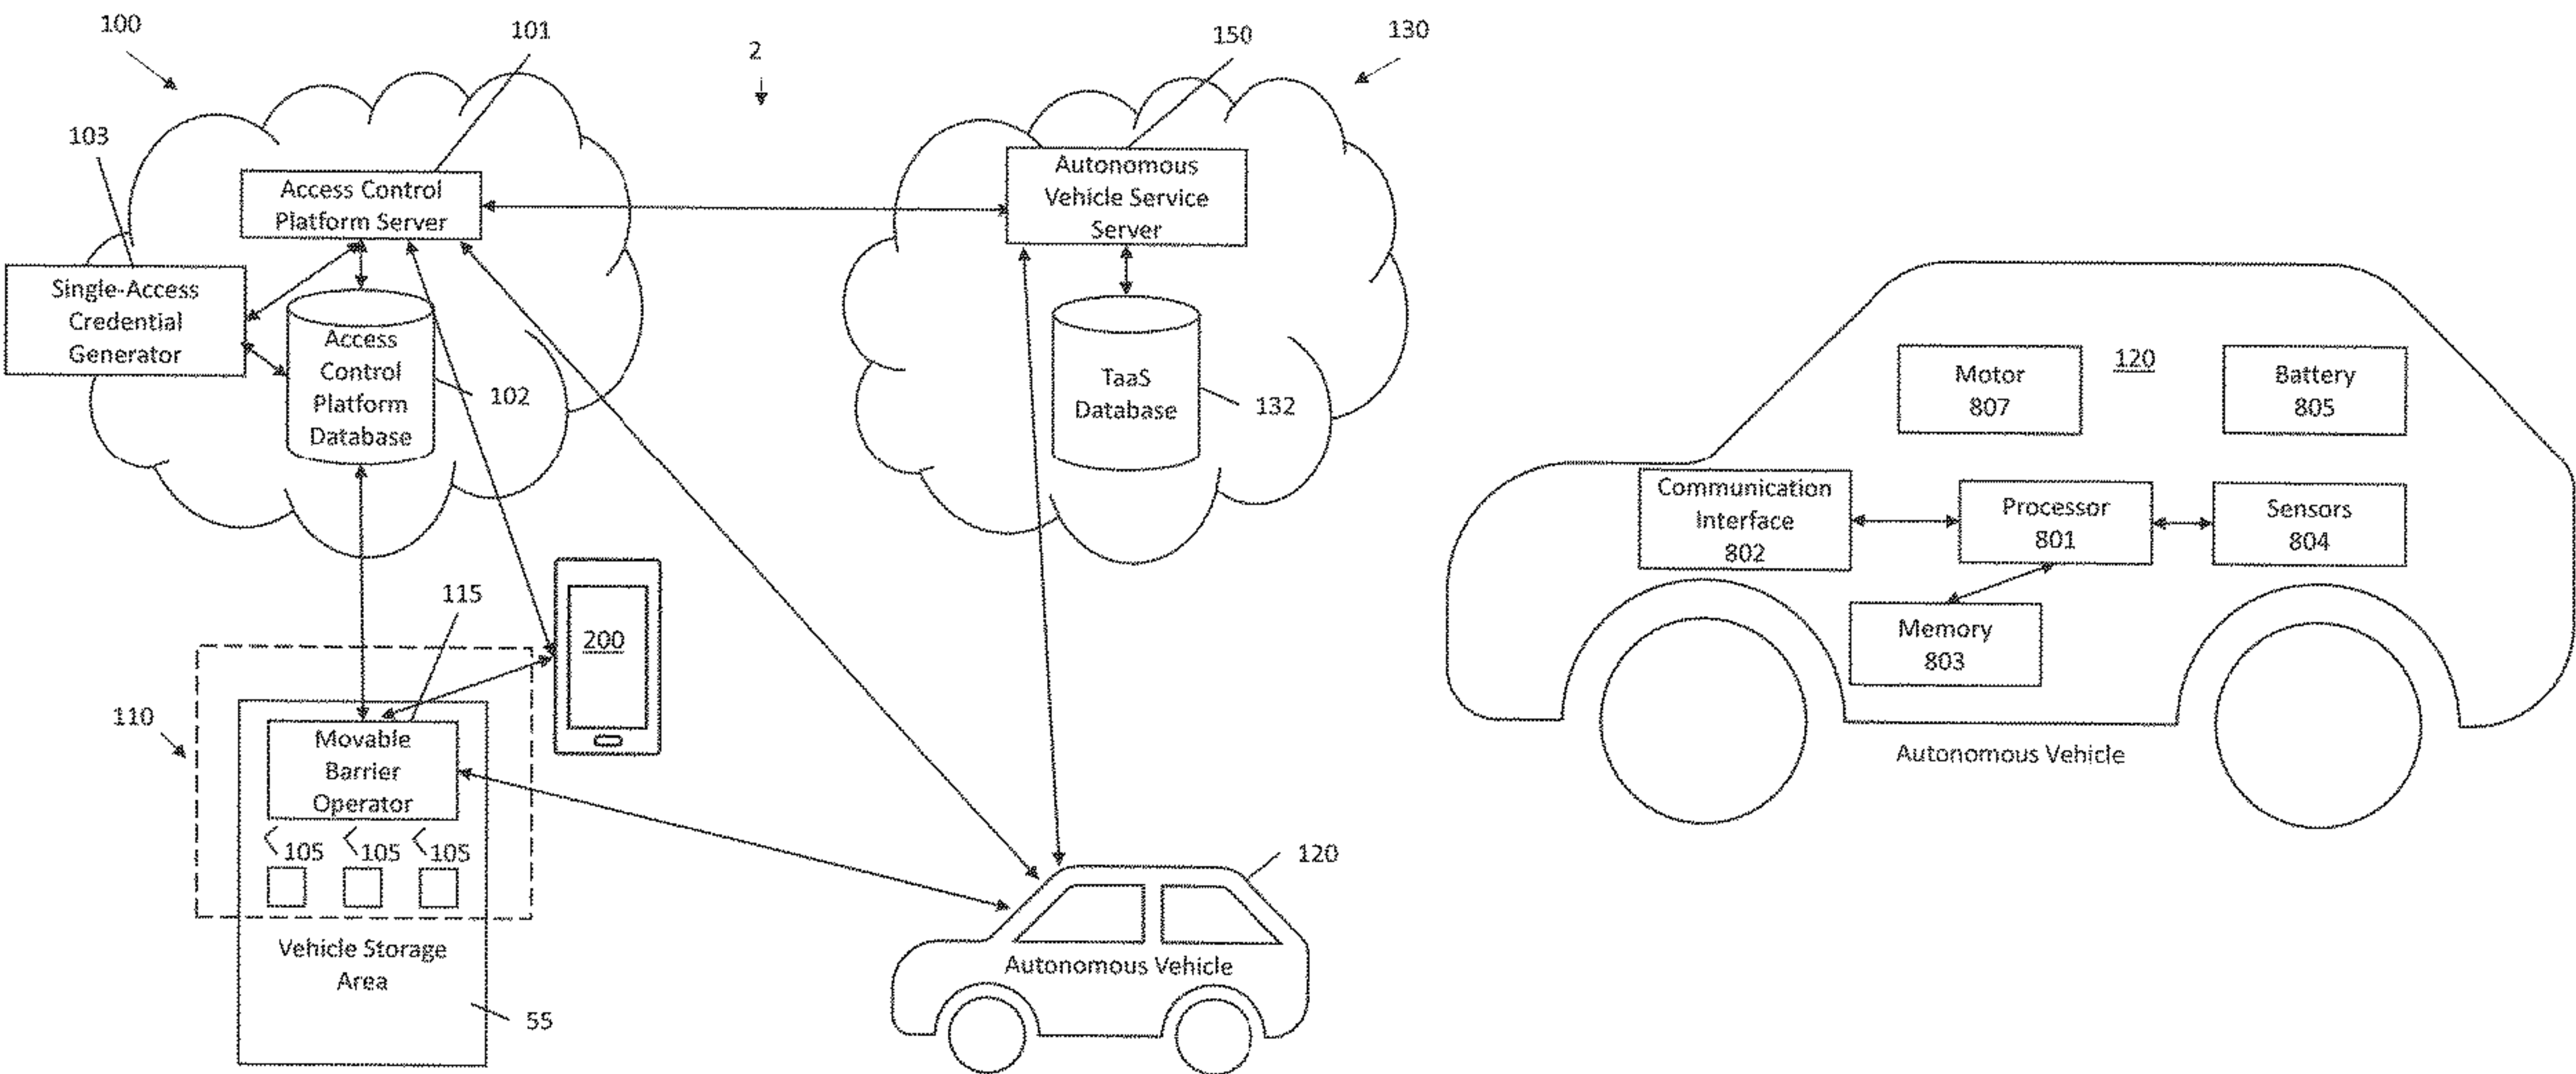 100
101
2
150
130
103
Access Control
Platform Server
Autonomous
Vehicle Service
Server
Single-Access
Credential
Generator
Access
Control
Platform
Database
102
TaaS
Database
132
115
200
110
Movable
Barrier
Operator
105
105
105
Vehicle Storage
Area
55
120
Autonomous Vehicle
Motor
807
120
Battery
805
Communication
Interface
802
Processor
801
Sensors
804
Memory
803
Autonomous Vehicle